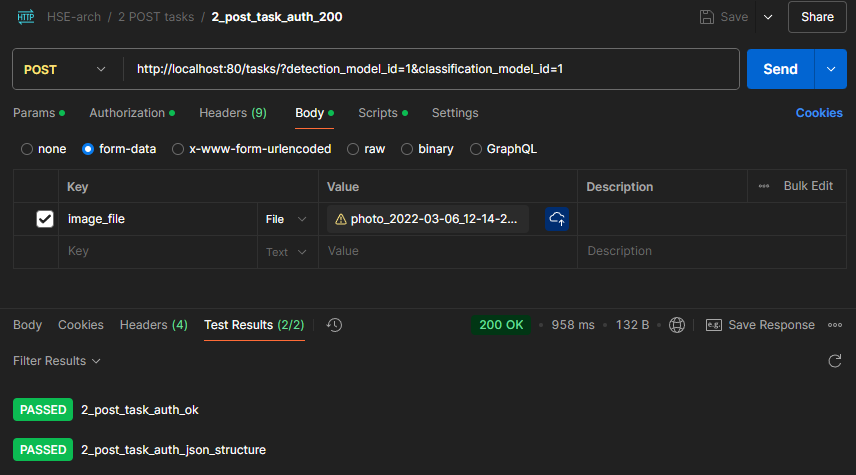 HTTP HSE-arch / 2 POST tasks / 2_post_task_auth_200 Save Share
POST http://localhost:80/tasks/?detection_model_id=1&classification_model_id=1 Send
Params Authorization Headers (9) Body Scripts Settings Cookies
none form-data x-www-form-urlencoded raw binary GraphQL
Key Value Description Bulk Edit
image_file File photo_2022-03-06_12-14-2...
Key Text Value Description
Body Cookies Headers (4) Test Results (2/2) 200 OK 958 ms 132 B e.g. Save Response
Filter Results
PASSED 2_post_task_auth_ok
PASSED 2_post_task_auth_json_structure